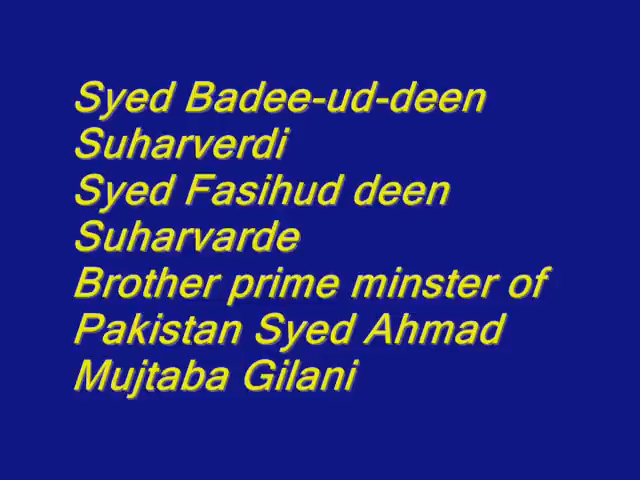 Syed Badee-ud-deen
Suharverdi
Syed Fasihud deen
Suharvarde
Brother prime minster of
Pakistan Syed Ahmad
Mujtaba Gilani